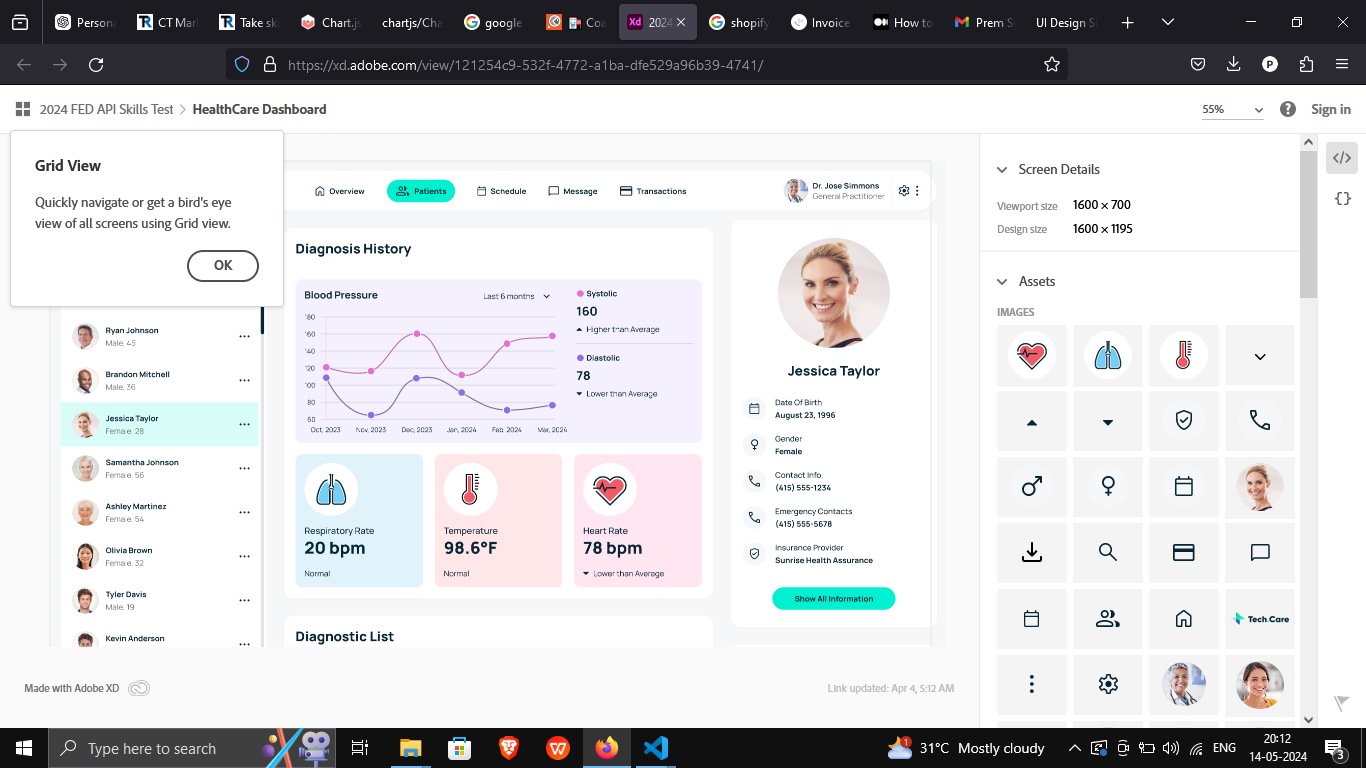 Persona
CT Mar
Take sk
Chart.js
chartjs/Cha
google
Coa
2024
shopify
Invoice
How to
Prem S
UI Design S
https://xd.adobe.com/view/121254c9-532f-4772-a1ba-dfe529a96b39-4741/
2024 FED API Skills Test
HealthCare Dashboard
55%
Sign in
Grid View
Quickly navigate or get a bird's eye
view of all screens using Grid view.
OK
Overview
Patients
Schedule
Message
Transactions
Dr. Jose Simmons
General Practitioner
Ryan Johnson
Male, 45
Brandon Mitchell
Male, 36
Jessica Taylor
Female, 28
Samantha Johnson
Female, 56
Ashley Martinez
Female, 54
Olivia Brown
Female, 32
Tyler Davis
Male, 19
Kevin Anderson
Diagnosis History
Blood Pressure
Last 6 months
180
160
140
120
100
80
60
Oct, 2023
Nov, 2023
Dec, 2023
Jan, 2024
Feb, 2024
Mar, 2024
Systolic
160
Higher than Average
Diastolic
78
Lower than Average
Respiratory Rate
20 bpm
Normal
Temperature
98.6°F
Normal
Heart Rate
78 bpm
Lower than Average
Diagnostic List
Jessica Taylor
Date Of Birth
August 23, 1996
Gender
Female
Contact Info.
(415) 555-1234
Emergency Contacts
(415) 555-5678
Insurance Provider
Sunrise Health Assurance
Show All Information
Screen Details
Viewport size 1600 x 700
Design size 1600 x 1195
Assets
IMAGES
Tech.Care
Made with Adobe XD
Link updated: Apr 4, 5:12 AM
Type here to search
1
31°C Mostly cloudy
ENG
20:12
14-05-2024
3